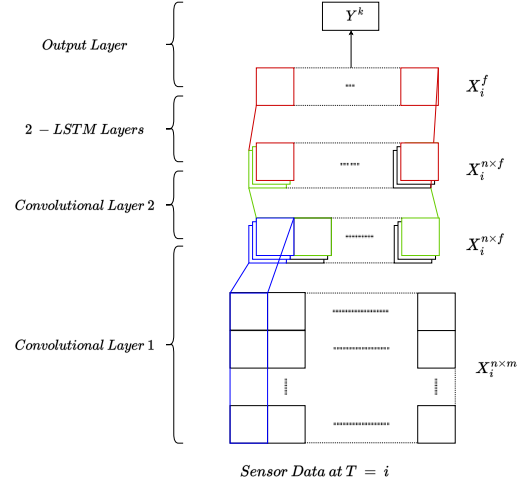 Y^k
Output Layer
X_i^f
2 − LSTM Layers
X_i^{n×f}
Convolutional Layer 2
X_i^{n×f}
Convolutional Layer 1
X_i^{n×m}
Sensor Data at T = i